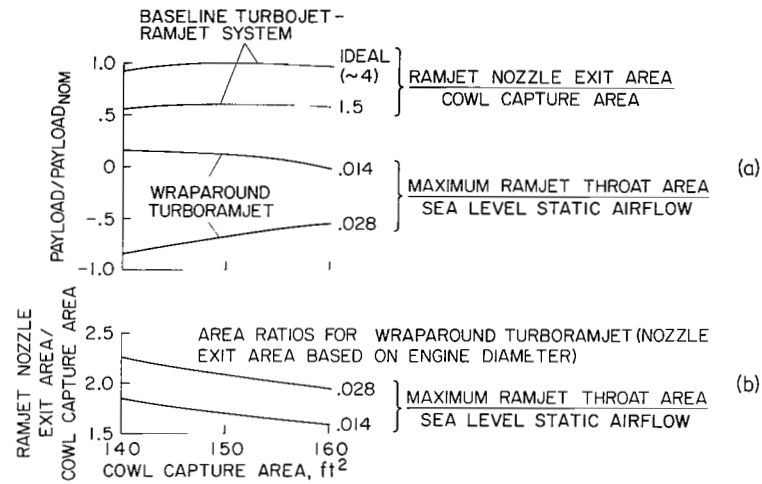 BASELINE TURBOJET-
RAMJET SYSTEM
IDEAL
(~4)
1.5
RAMJET NOZZLE EXIT AREA
COWL CAPTURE AREA
1.0
.5
0
-.5
-1.0
PAYLOAD/PAYLOADNOM
WRAPAROUND
TURBORAMJET
.014
.028
MAXIMUM RAMJET THROAT AREA
SEA LEVEL STATIC AIRFLOW
(a)
RAMJET NOZZLE
EXIT AREA/
COWL CAPTURE AREA
2.5
2.0
1.5
AREA RATIOS FOR WRAPAROUND TURBORAMJET (NOZZLE
EXIT AREA BASED ON ENGINE DIAMETER)
.028
.014
MAXIMUM RAMJET THROAT AREA
SEA LEVEL STATIC AIRFLOW
(b)
140 150 160
COWL CAPTURE AREA, ft²